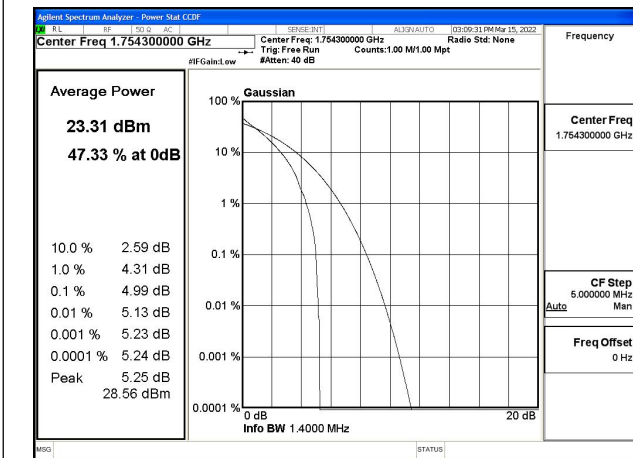 Agilent Spectrum Analyzer - Power Stat CCDF
RL RF 50 Ω AC SENSE:INT ALIGN AUTO 03:09:31 PM Mar 15, 2022
Center Freq 1.754300000 GHz
Center Freq: 1.754300000 GHz Radio Std: None
Trig: Free Run Counts:1.00 M/1.00 Mpt
#IFGain:Low #Atten: 40 dB
Frequency
Average Power
23.31 dBm
47.33 % at 0dB
10.0 % 2.59 dB
1.0 % 4.31 dB
0.1 % 4.99 dB
0.01 % 5.13 dB
0.001 % 5.23 dB
0.0001 % 5.24 dB
Peak 5.25 dB
28.56 dBm
Gaussian
100 %
10 %
1 %
0.1 %
0.01 %
0.001 %
0.0001 %
0 dB 20 dB
Info BW 1.4000 MHz
Center Freq
1.754300000 GHz
CF Step
5.000000 MHz
Auto Man
Freq Offset
0 Hz
MSG STATUS